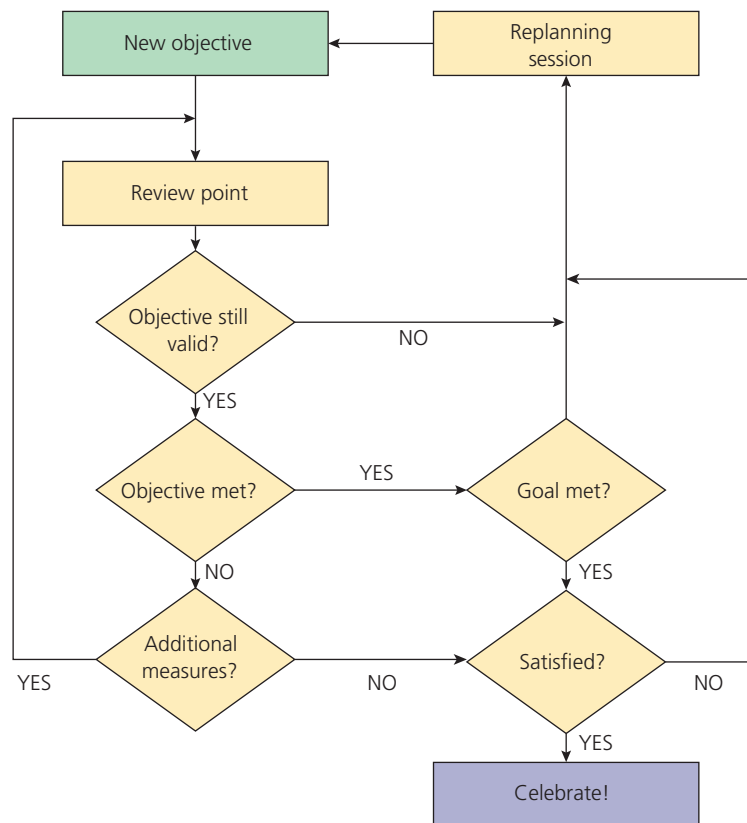 New objective
Replanning
session
Review point
Objective still
valid?
NO
YES
Objective met?
YES
Goal met?
NO
YES
Additional
measures?
YES
NO
Satisfied?
NO
YES
Celebrate!